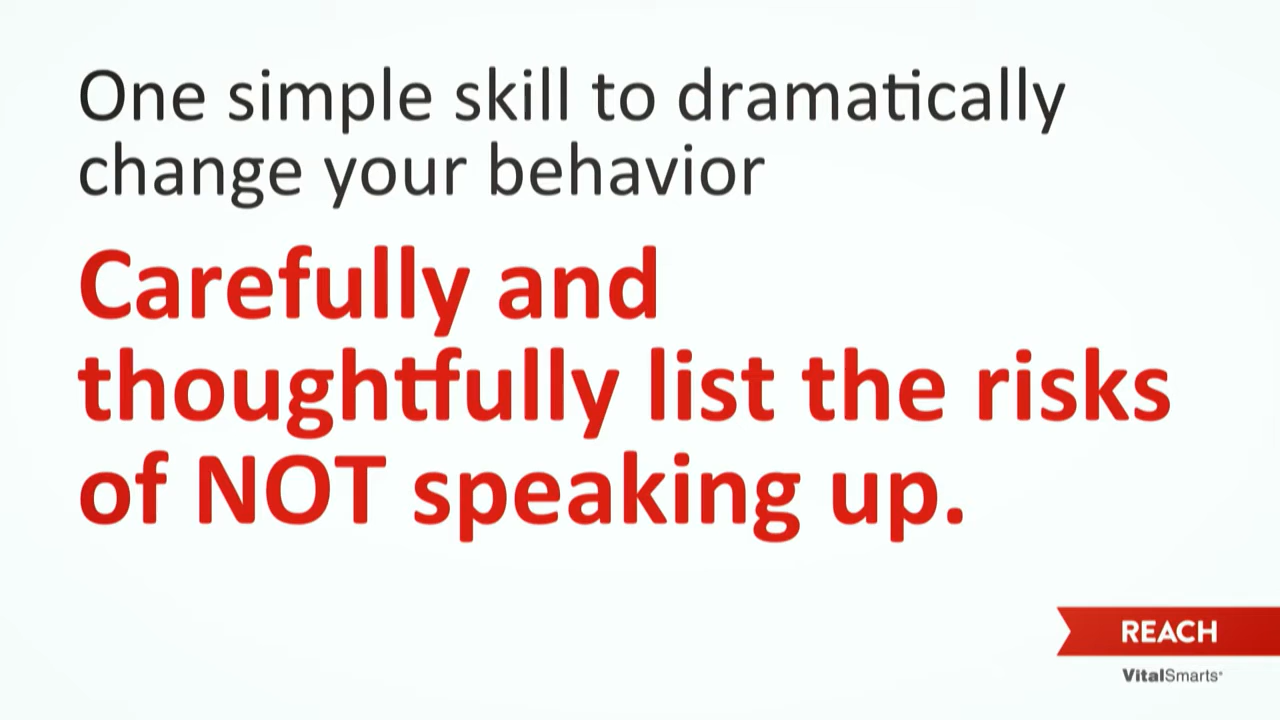 One simple skill to dramatically
change your behavior
Carefully and
thoughtfully list the risks
of NOT speaking up.
REACH
VitalSmarts